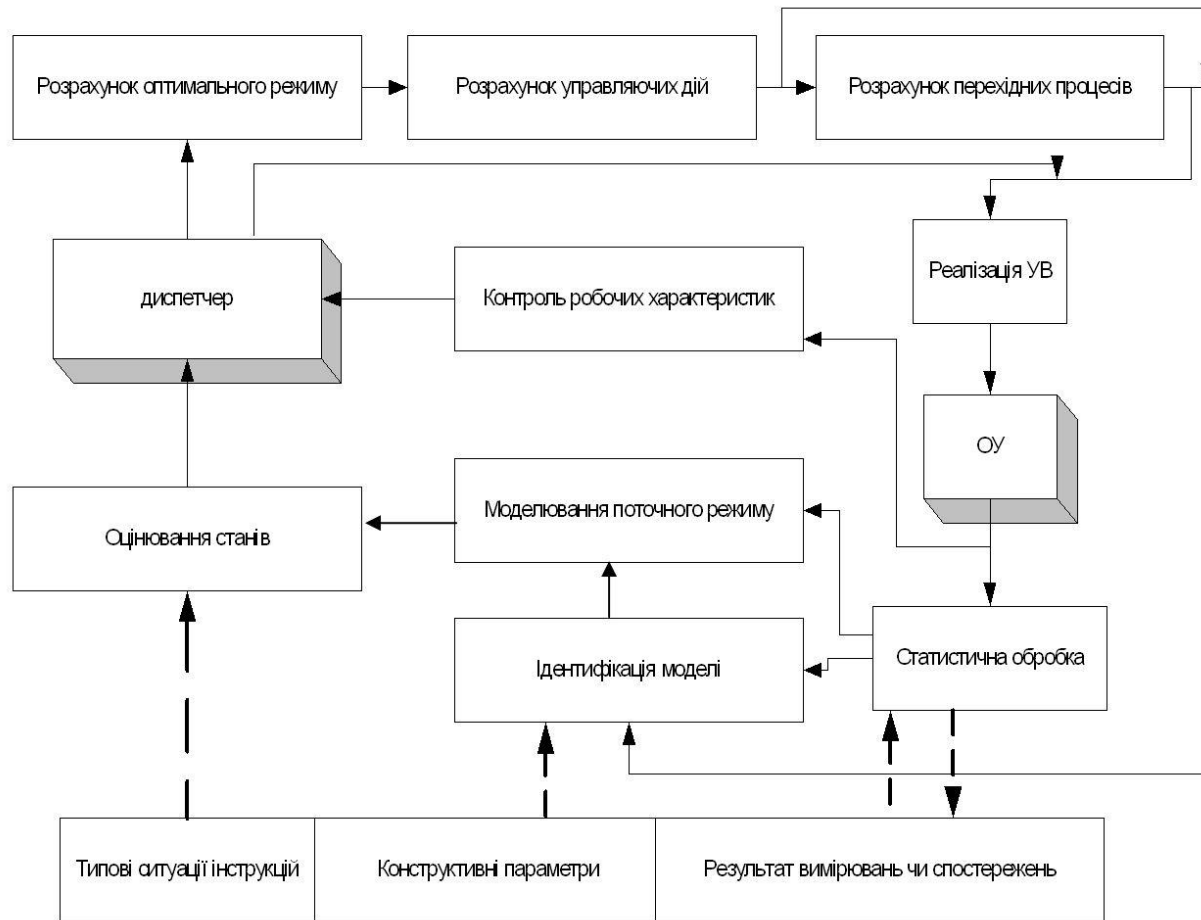 Розрахунок оптимального режиму
Розрахунок управляючих дій
Розрахунок перехідних процесів
диспетчер
Контроль робочих характеристик
Реалізація УВ
ОУ
Оцінювання станів
Моделювання поточного режиму
Ідентифікація моделі
Статистична обробка
Типові ситуації інструкцій
Конструктивні параметри
Результат вимірювань чи спостережень